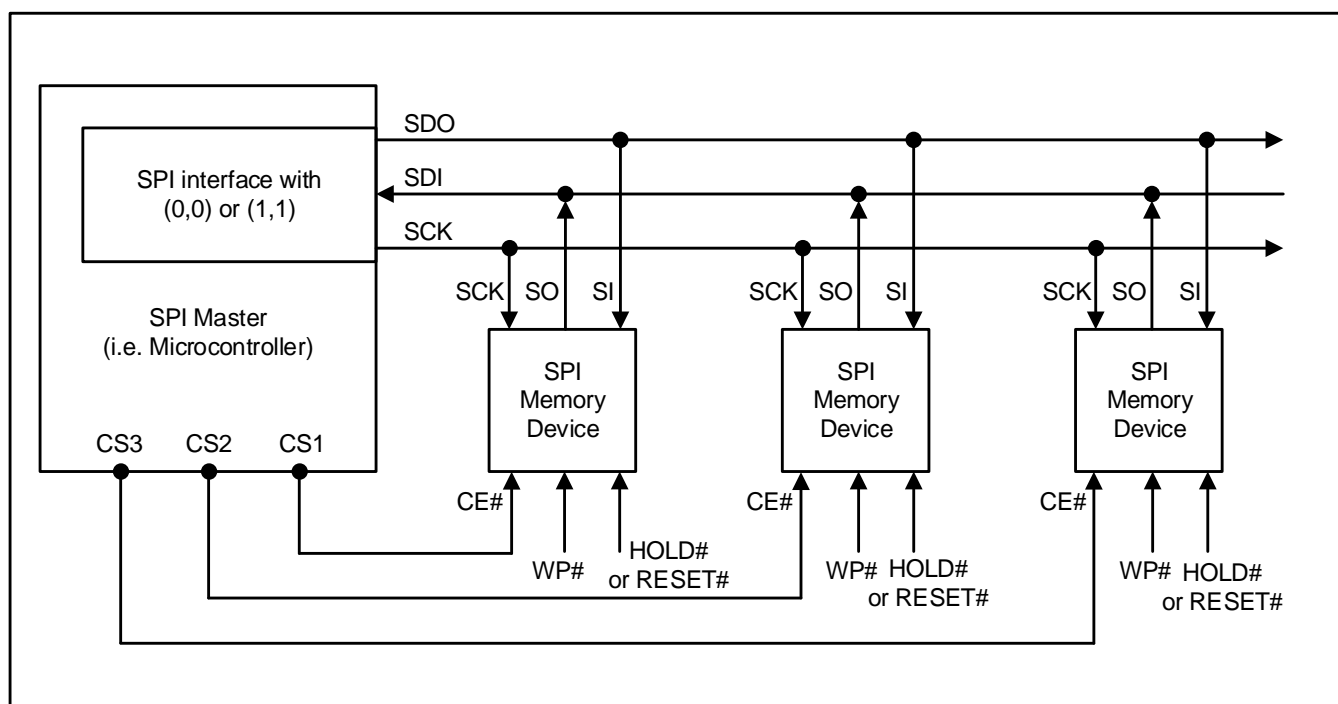 SDO
SPI interface with
(0,0) or (1,1)
SDI
SCK
SPI Master
(i.e. Microcontroller)
SCK SO SI
SCK SO SI
SCK SO SI
SPI
Memory
Device
SPI
Memory
Device
SPI
Memory
Device
CS3 CS2 CS1
CE#
WP#
HOLD#
or RESET#
CE#
WP#
HOLD#
or RESET#
CE#
WP#
HOLD#
or RESET#